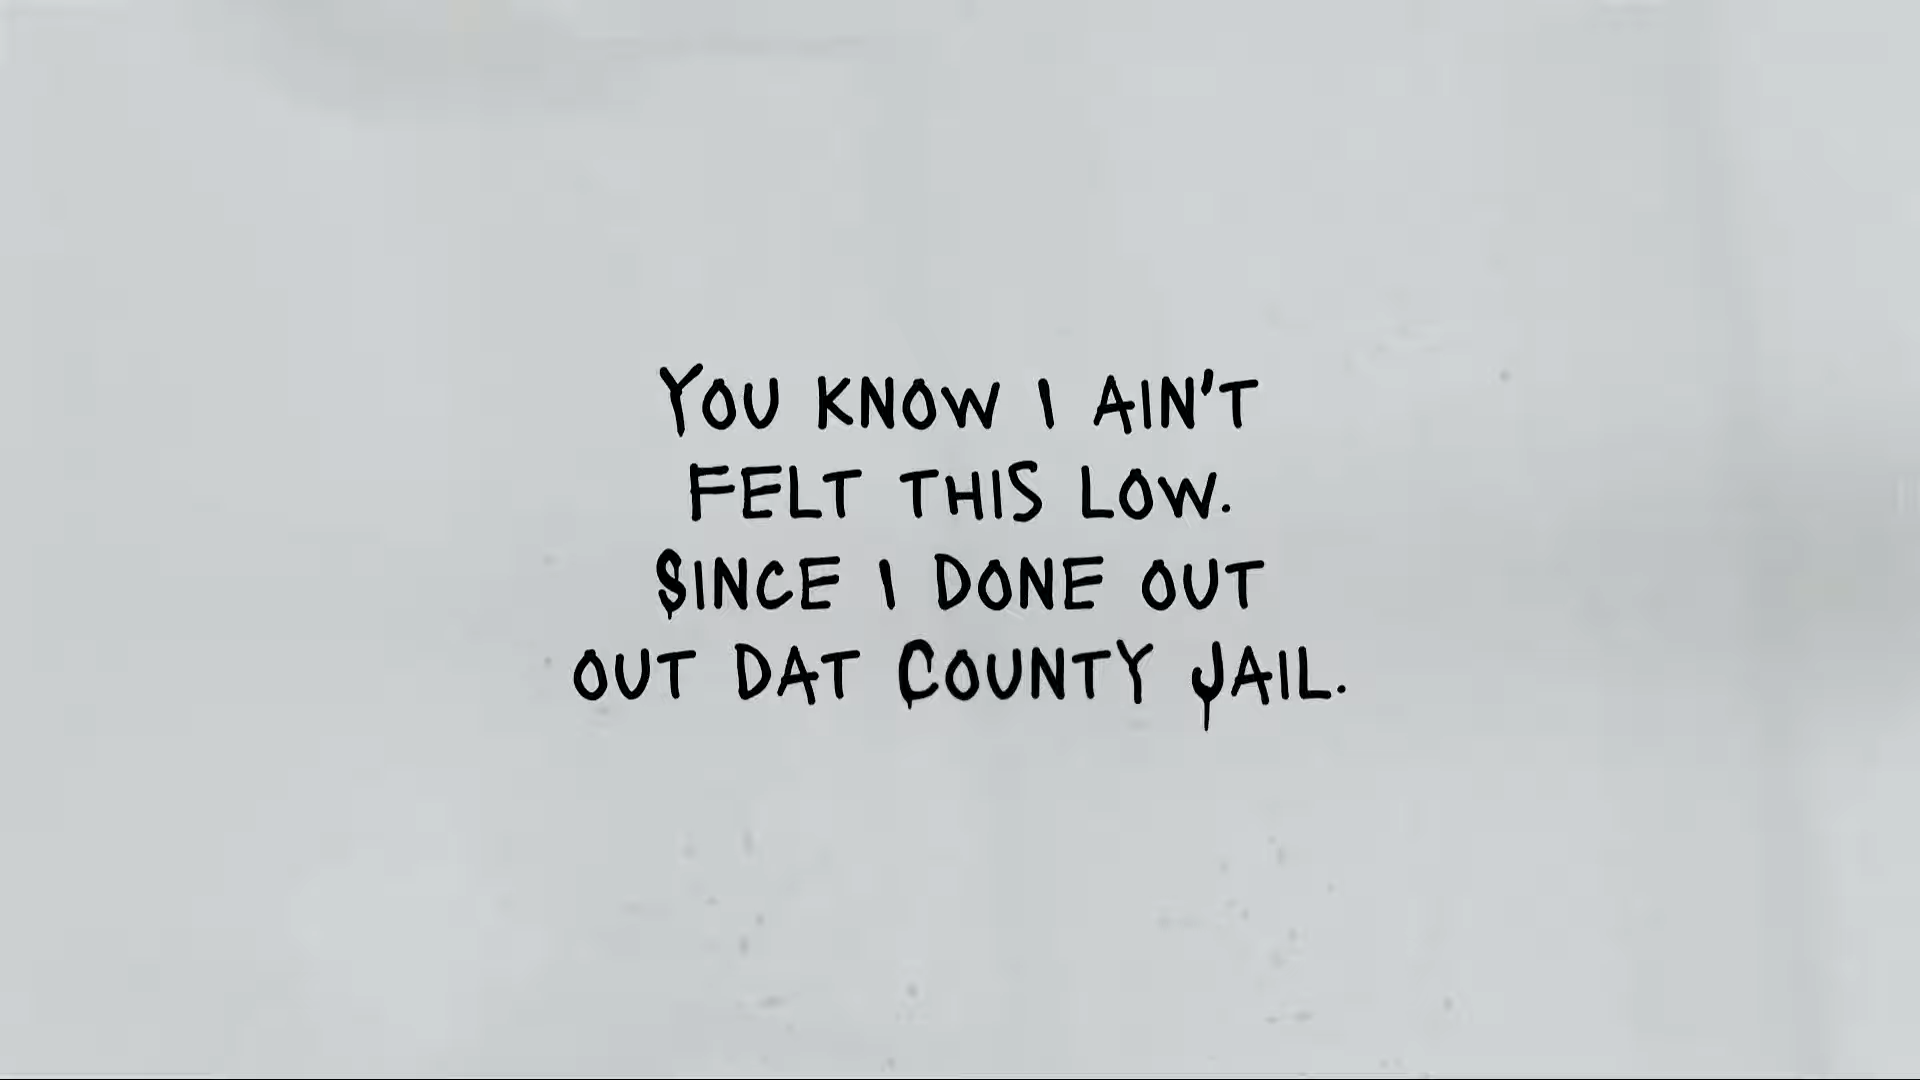 YOU KNOW I AIN'T
FELT THIS LOW.
SINCE I DONE OUT
OUT DAT COUNTY JAIL.